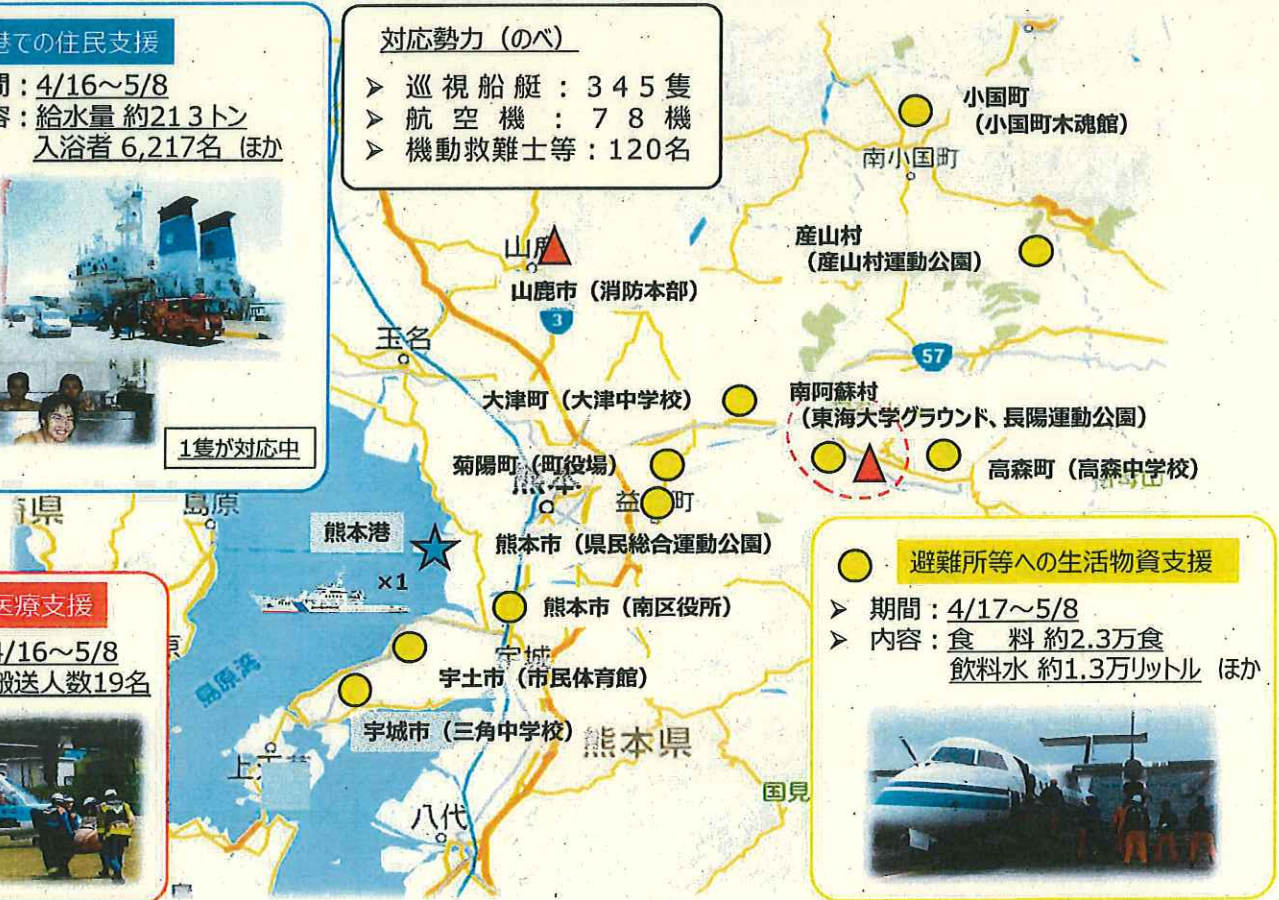 港での住民支援
間：4/16～5/8
容：給水量 約213トン
入浴者 6,217名 ほか
1隻が対応中
対応勢力（のべ）
➢ 巡視船艇：345隻
➢ 航空機：78機
➢ 機動救難士等：120名
小国町
（小国町木魂館）
南小国町
産山村
（産山村運動公園）
山鹿
山鹿市（消防本部）
3
玉名
57
大津町（大津中学校）
南阿蘇村
（東海大学グラウンド、長陽運動公園）
菊陽町（町役場）
高森町（高森中学校）
熊本
益 町
島原
熊本港
熊本市（県民総合運動公園）
×1
熊本市（南区役所）
島原湾
宇城
宇土市（市民体育館）
宇城市（三角中学校）
熊本県
国見
八代
医療支援
4/16～5/8
搬送人数19名
避難所等への生活物資支援
➢ 期間：4/17～5/8
➢ 内容：食 料 約2.3万食
飲料水 約1.3万リットル ほか